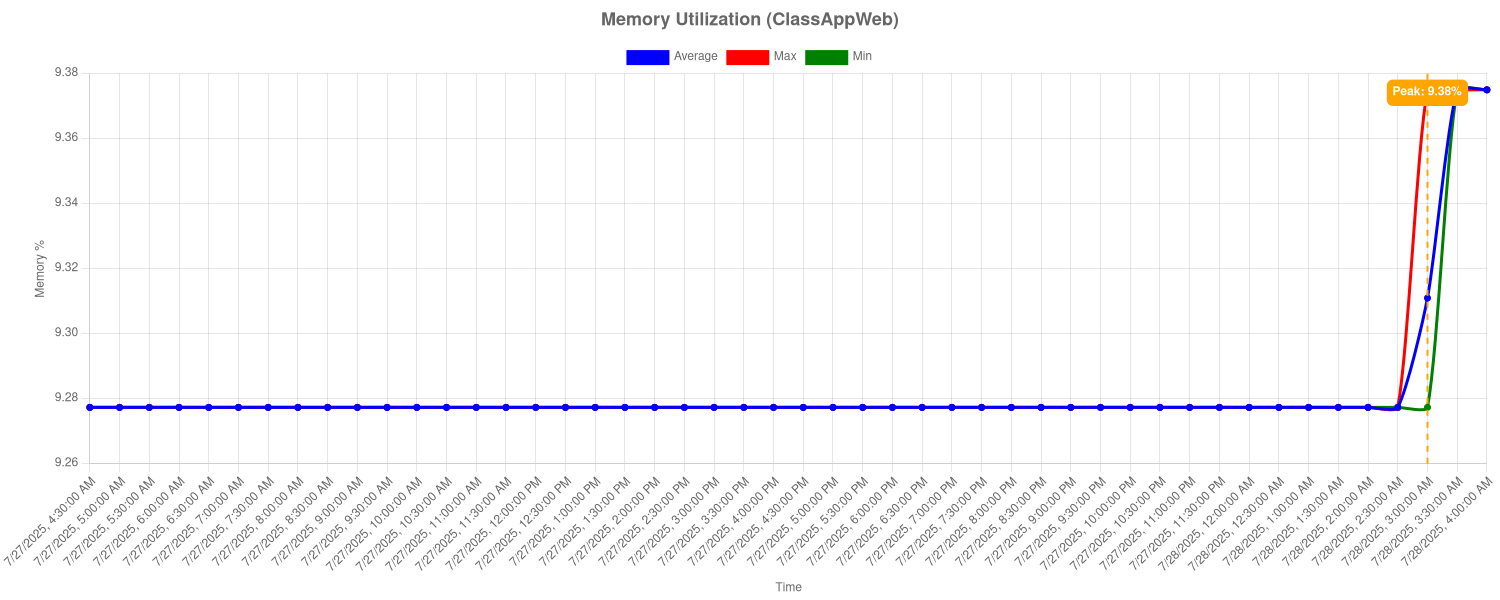 Memory Utilization (ClassAppWeb)
Average Max Min
9.38
Peak: 9.38%
9.36
9.34
9.32
9.30
9.28
9.26
Memory %
7/27/2025, 4:30:00 AM
7/27/2025, 5:00:00 AM
7/27/2025, 5:30:00 AM
7/27/2025, 6:00:00 AM
7/27/2025, 6:30:00 AM
7/27/2025, 7:00:00 AM
7/27/2025, 7:30:00 AM
7/27/2025, 8:00:00 AM
7/27/2025, 8:30:00 AM
7/27/2025, 9:00:00 AM
7/27/2025, 9:30:00 AM
7/27/2025, 10:00:00 AM
7/27/2025, 10:30:00 AM
7/27/2025, 11:00:00 AM
7/27/2025, 11:30:00 AM
7/27/2025, 12:00:00 PM
7/27/2025, 12:30:00 PM
7/27/2025, 1:00:00 PM
7/27/2025, 1:30:00 PM
7/27/2025, 2:00:00 PM
7/27/2025, 2:30:00 PM
7/27/2025, 3:00:00 PM
7/27/2025, 3:30:00 PM
7/27/2025, 4:00:00 PM
7/27/2025, 4:30:00 PM
7/27/2025, 5:00:00 PM
7/27/2025, 5:30:00 PM
7/27/2025, 6:00:00 PM
7/27/2025, 6:30:00 PM
7/27/2025, 7:00:00 PM
7/27/2025, 7:30:00 PM
7/27/2025, 8:00:00 PM
7/27/2025, 8:30:00 PM
7/27/2025, 9:00:00 PM
7/27/2025, 9:30:00 PM
7/27/2025, 10:00:00 PM
7/27/2025, 10:30:00 PM
7/27/2025, 11:00:00 PM
7/27/2025, 11:30:00 PM
7/28/2025, 12:00:00 AM
7/28/2025, 12:30:00 AM
7/28/2025, 1:00:00 AM
7/28/2025, 1:30:00 AM
7/28/2025, 2:00:00 AM
7/28/2025, 2:30:00 AM
7/28/2025, 3:00:00 AM
7/28/2025, 3:30:00 AM
7/28/2025, 4:00:00 AM
Time